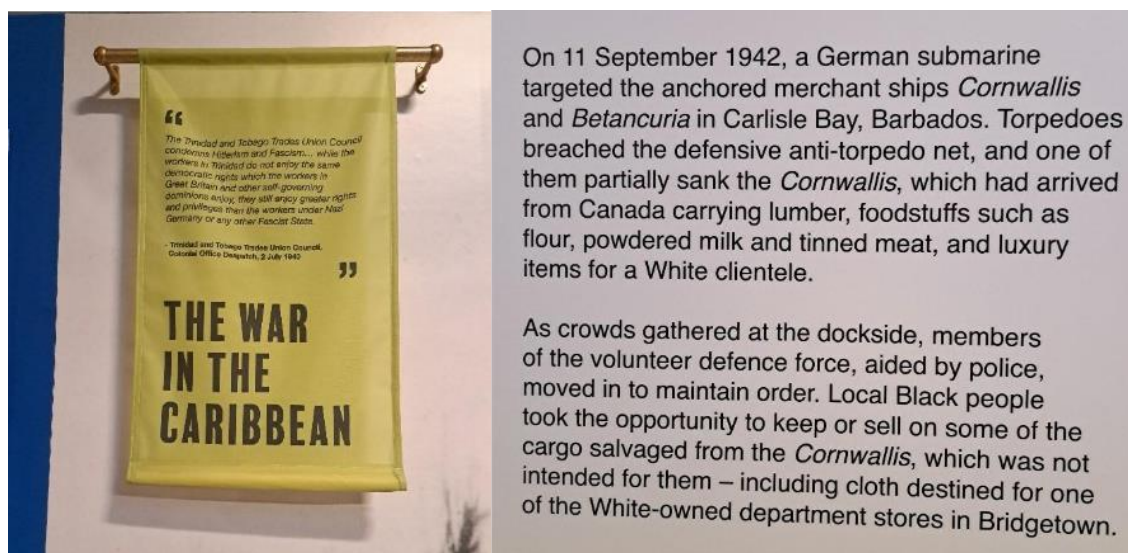 “
The Trinidad and Tobago Trades Union Council
condemns Hitlerism and Fascism... while the
workers in Trinidad do not enjoy the same
democratic rights which the workers in
Great Britain and other self-governing
dominions enjoy, they still enjoy greater rights
and privileges then the workers under Nazi
Germany or any other Fascist State.
- Trinidad and Tobago Trades Union Council,
Colonial Office Despatch, 2 July 1940
”
THE WAR
IN THE
CARIBBEAN
On 11 September 1942, a German submarine
targeted the anchored merchant ships Cornwallis
and Betancuria in Carlisle Bay, Barbados. Torpedoes
breached the defensive anti-torpedo net, and one of
them partially sank the Cornwallis, which had arrived
from Canada carrying lumber, foodstuffs such as
flour, powdered milk and tinned meat, and luxury
items for a White clientele.
As crowds gathered at the dockside, members
of the volunteer defence force, aided by police,
moved in to maintain order. Local Black people
took the opportunity to keep or sell on some of the
cargo salvaged from the Cornwallis, which was not
intended for them – including cloth destined for one
of the White-owned department stores in Bridgetown.